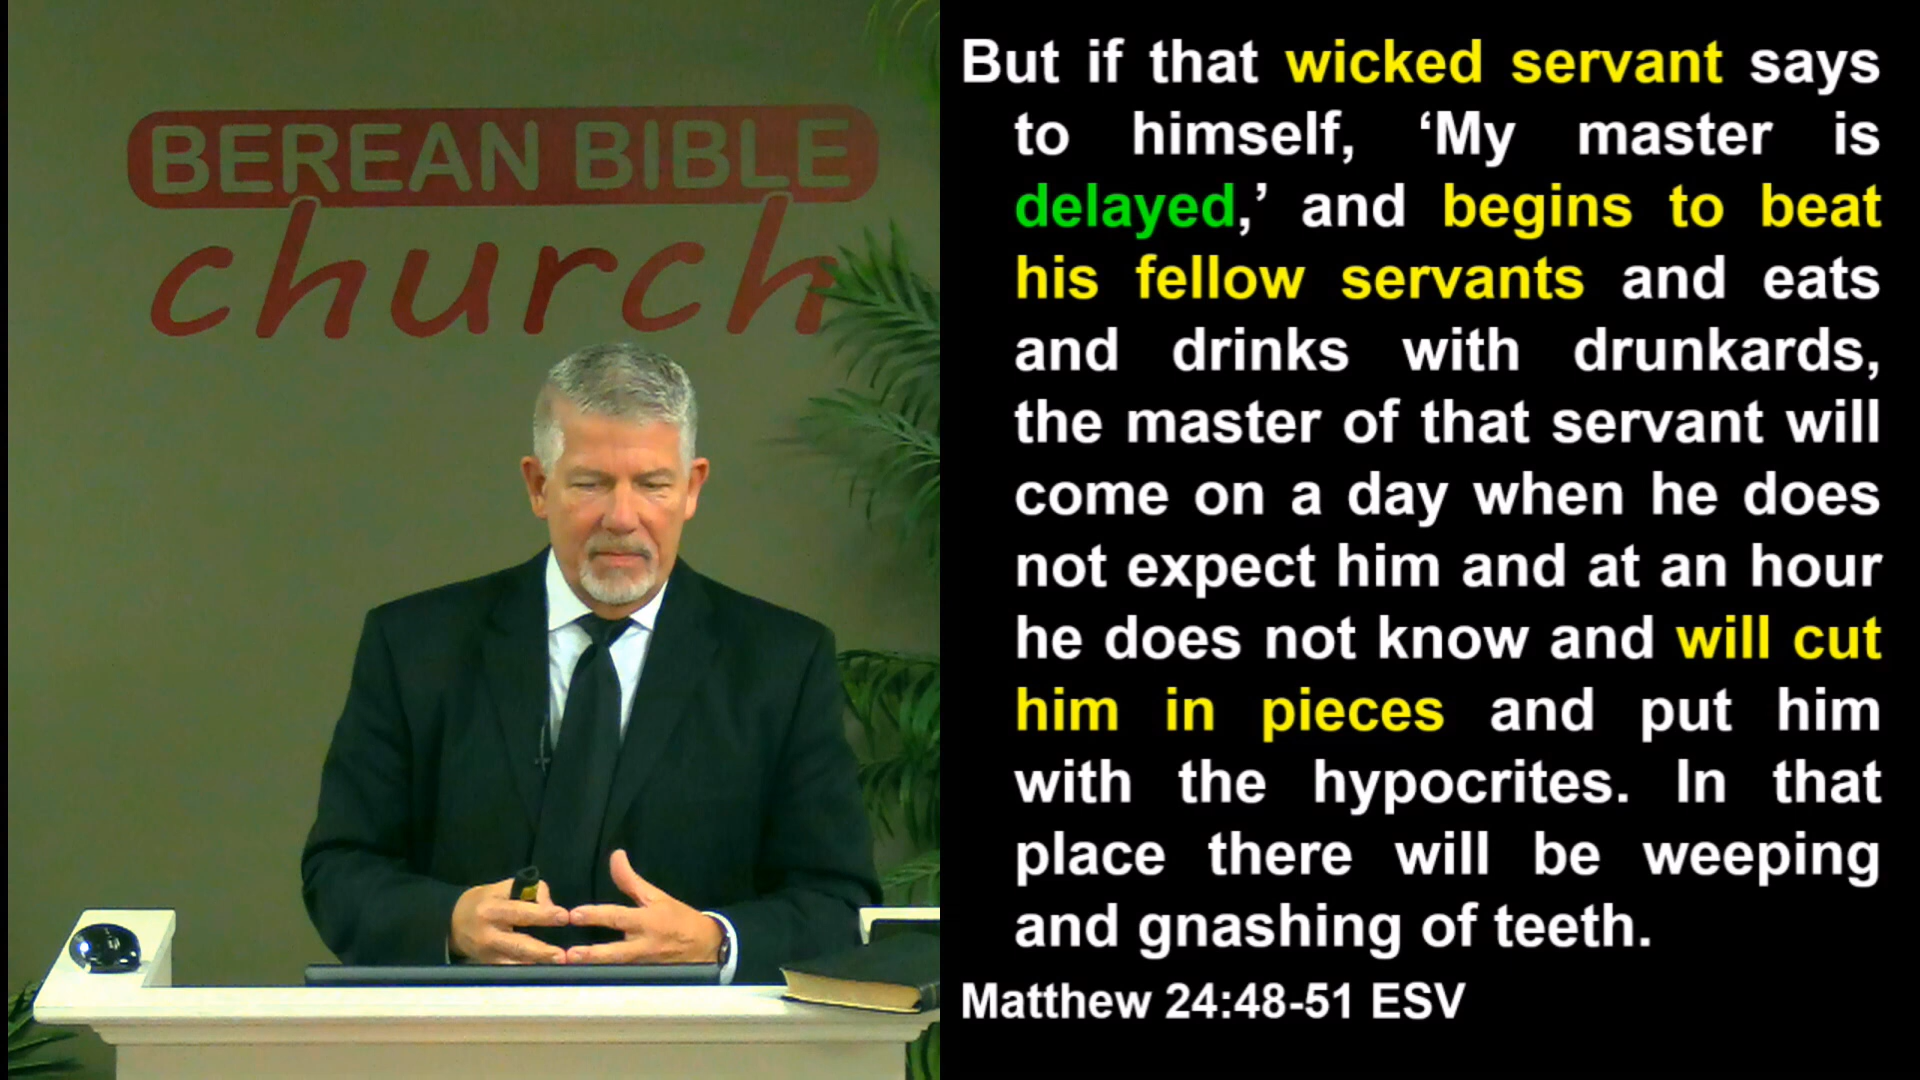 BEREAN BIBLE
church
But if that wicked servant says
to himself, ‘My master is
delayed,’ and begins to beat
his fellow servants and eats
and drinks with drunkards,
the master of that servant will
come on a day when he does
not expect him and at an hour
he does not know and will cut
him in pieces and put him
with the hypocrites. In that
place there will be weeping
and gnashing of teeth.
Matthew 24:48-51 ESV